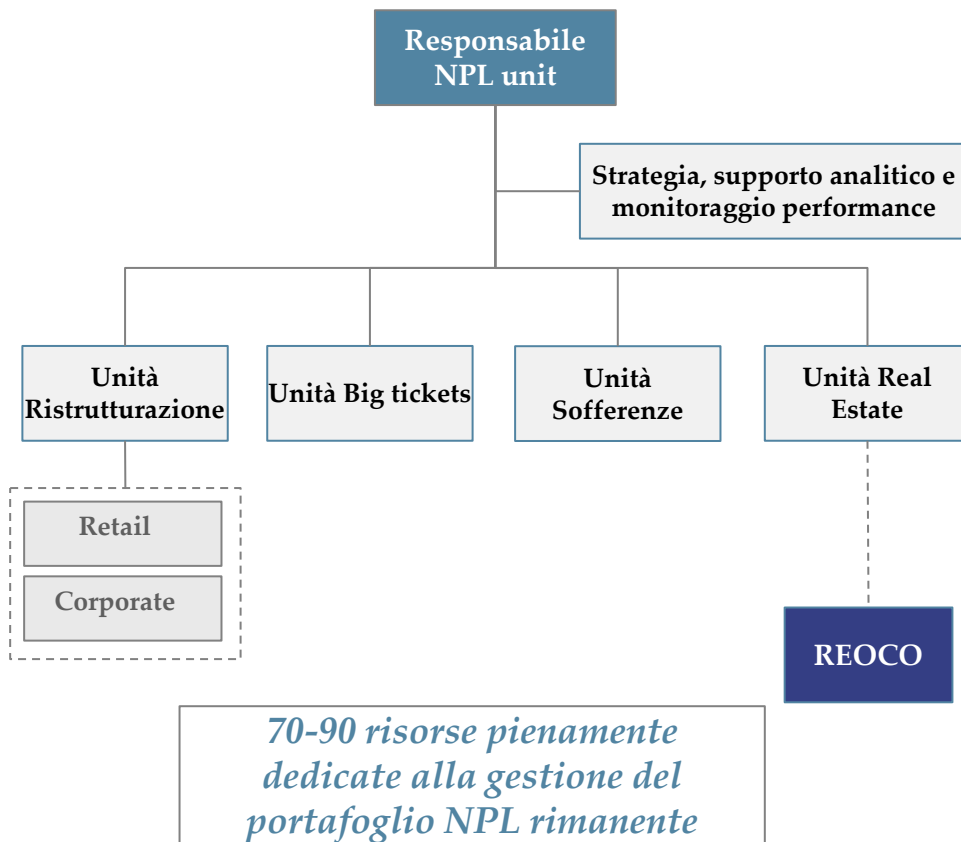 Responsabile
NPL unit
Strategia, supporto analitico e
monitoraggio performance
Unità
Ristrutturazione
Unità Big tickets
Unità
Sofferenze
Unità Real
Estate
Retail
Corporate
REOCO
70-90 risorse pienamente
dedicate alla gestione del
portafoglio NPL rimanente